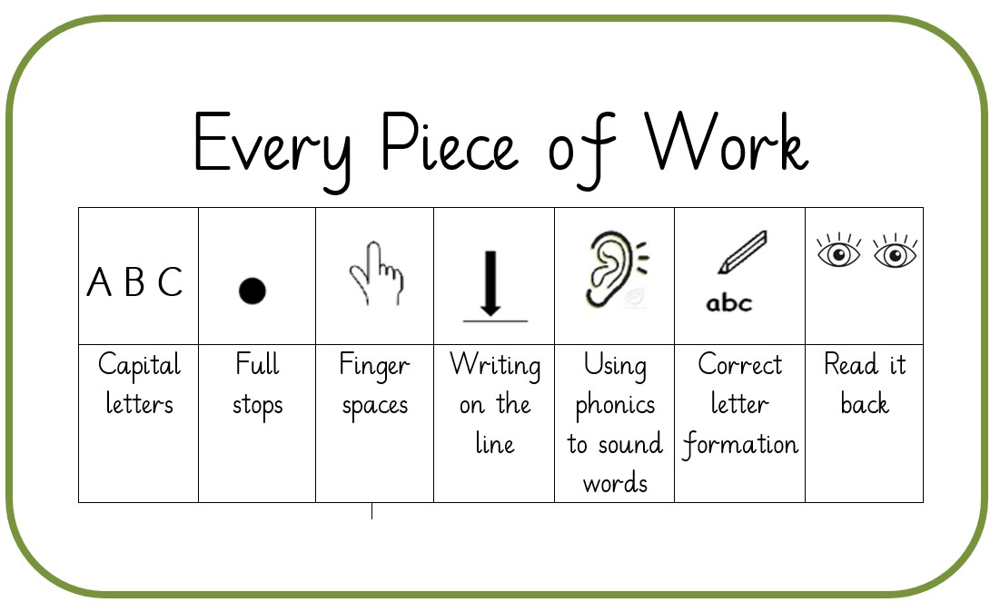 Every Piece of Work
A B C
abc
Capital letters
Full stops
Finger spaces
Writing on the line
Using phonics to sound words
Correct letter formation
Read it back